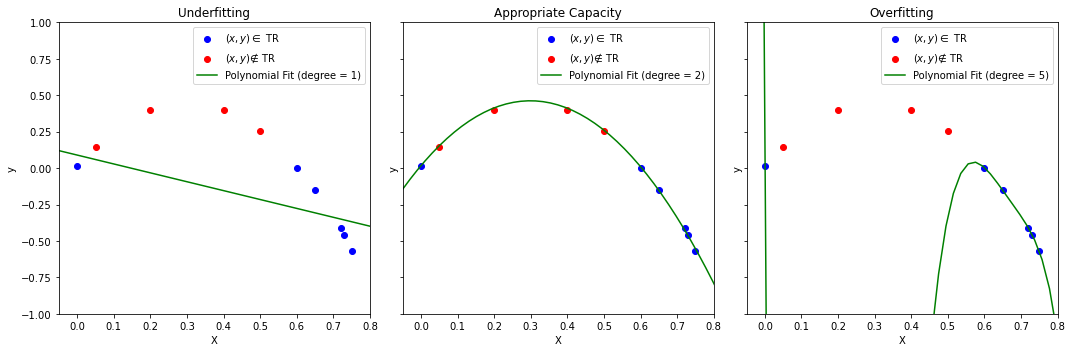 Underfitting
(x, y) ∈ TR
(x, y)∉ TR
Polynomial Fit (degree = 1)
1.00
0.75
0.50
0.25
0.00
−0.25
−0.50
−0.75
−1.00
y
0.0 0.1 0.2 0.3 0.4 0.5 0.6 0.7 0.8
X
Appropriate Capacity
(x, y) ∈ TR
(x, y)∉ TR
Polynomial Fit (degree = 2)
y
0.0 0.1 0.2 0.3 0.4 0.5 0.6 0.7 0.8
X
Overfitting
(x, y) ∈ TR
(x, y)∉ TR
Polynomial Fit (degree = 5)
y
0.0 0.1 0.2 0.3 0.4 0.5 0.6 0.7 0.8
X